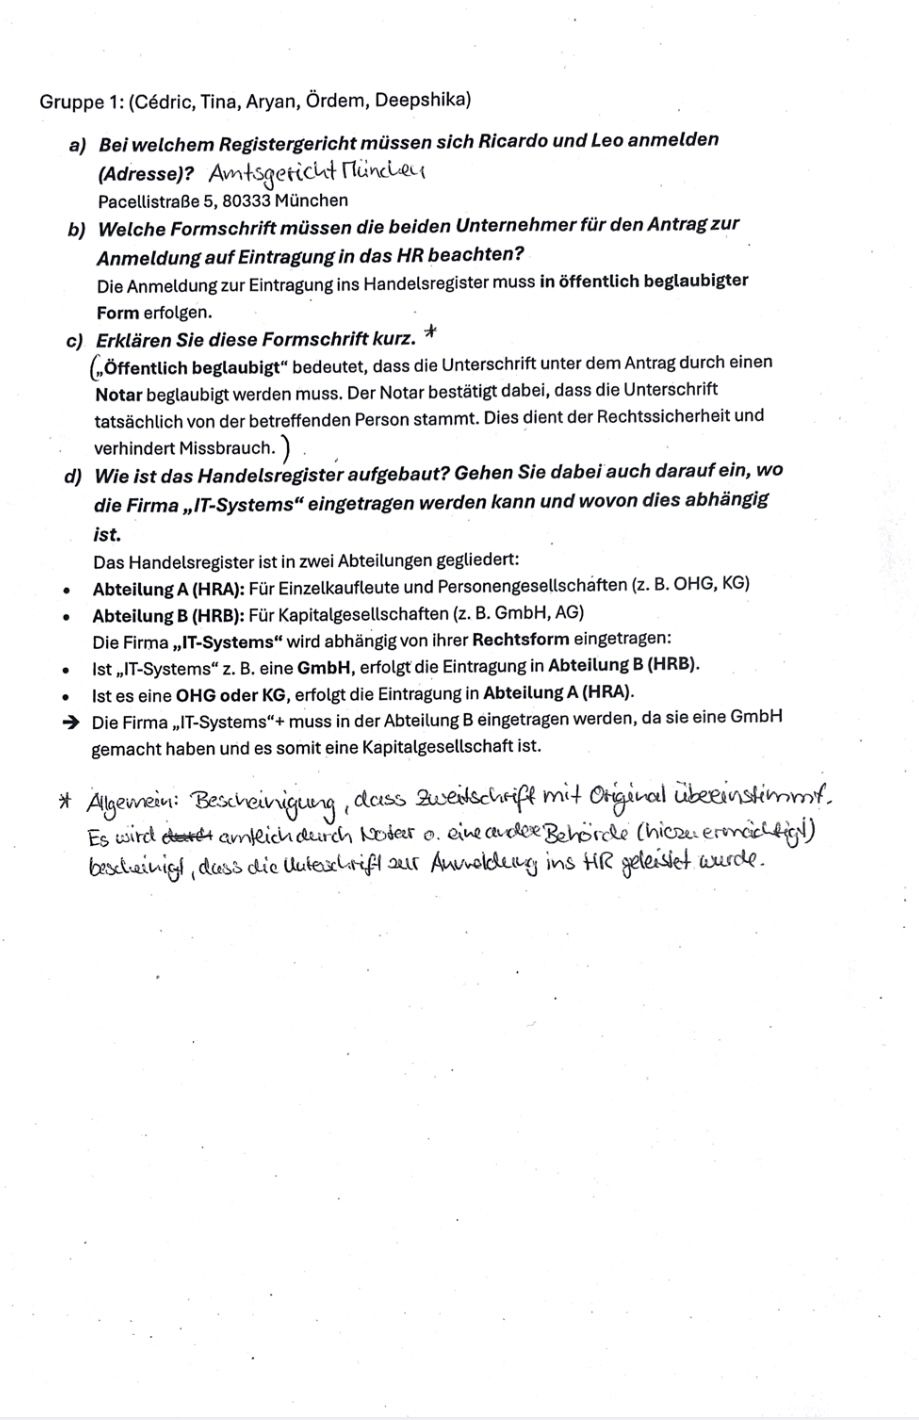 Gruppe 1: (Cédric, Tina, Aryan, Ördem, Deepshika)
a) Bei welchem Registergericht müssen sich Ricardo und Leo anmelden
(Adresse)? Amtsgericht München
Pacellistraße 5, 80333 München
b) Welche Formschrift müssen die beiden Unternehmer für den Antrag zur
Anmeldung auf Eintragung in das HR beachten?
Die Anmeldung zur Eintragung ins Handelsregister muss in öffentlich beglaubigter
Form erfolgen.
c) Erklären Sie diese Formschrift kurz. *
(„Öffentlich beglaubigt“ bedeutet, dass die Unterschrift unter dem Antrag durch einen
Notar beglaubigt werden muss. Der Notar bestätigt dabei, dass die Unterschrift
tatsächlich von der betreffenden Person stammt. Dies dient der Rechtssicherheit und
verhindert Missbrauch.)
d) Wie ist das Handelsregister aufgebaut? Gehen Sie dabei auch darauf ein, wo
die Firma „IT-Systems“ eingetragen werden kann und wovon dies abhängig
ist.
Das Handelsregister ist in zwei Abteilungen gegliedert:
• Abteilung A (HRA): Für Einzelkaufleute und Personengesellschaften (z. B. OHG, KG)
• Abteilung B (HRB): Für Kapitalgesellschaften (z. B. GmbH, AG)
Die Firma „IT-Systems“ wird abhängig von ihrer Rechtsform eingetragen:
• Ist „IT-Systems“ z. B. eine GmbH, erfolgt die Eintragung in Abteilung B (HRB).
• Ist es eine OHG oder KG, erfolgt die Eintragung in Abteilung A (HRA).
→ Die Firma „IT-Systems“+ muss in der Abteilung B eingetragen werden, da sie eine GmbH
gemacht haben und es somit eine Kapitalgesellschaft ist.
* Allgemein: Bescheinigung, dass Zweitschrift mit Original übereinstimmt.
Es wird amtlich durch Notar o. eine andere Behörde (hierzu ermächtigt)
bescheinigt, dass die Unterschrift zur Anmeldung ins HR geleistet wurde.